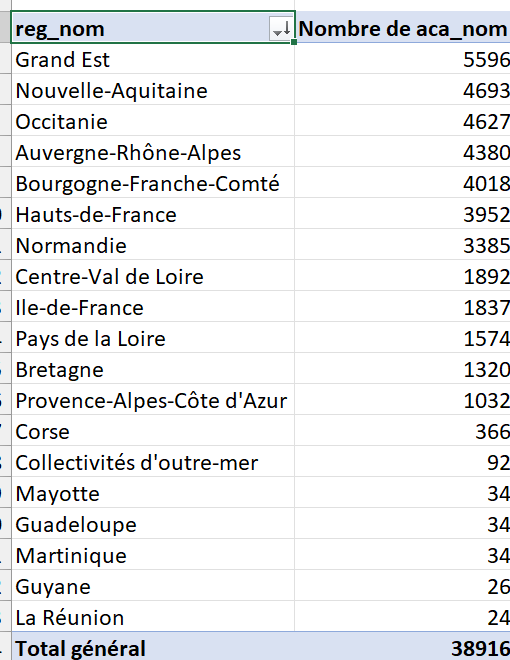 reg_nom Nombre de aca_nom
Grand Est 5596
Nouvelle-Aquitaine 4693
Occitanie 4627
Auvergne-Rhône-Alpes 4380
Bourgogne-Franche-Comté 4018
Hauts-de-France 3952
Normandie 3385
Centre-Val de Loire 1892
Ile-de-France 1837
Pays de la Loire 1574
Bretagne 1320
Provence-Alpes-Côte d'Azur 1032
Corse 366
Collectivités d'outre-mer 92
Mayotte 34
Guadeloupe 34
Martinique 34
Guyane 26
La Réunion 24
Total général 38916